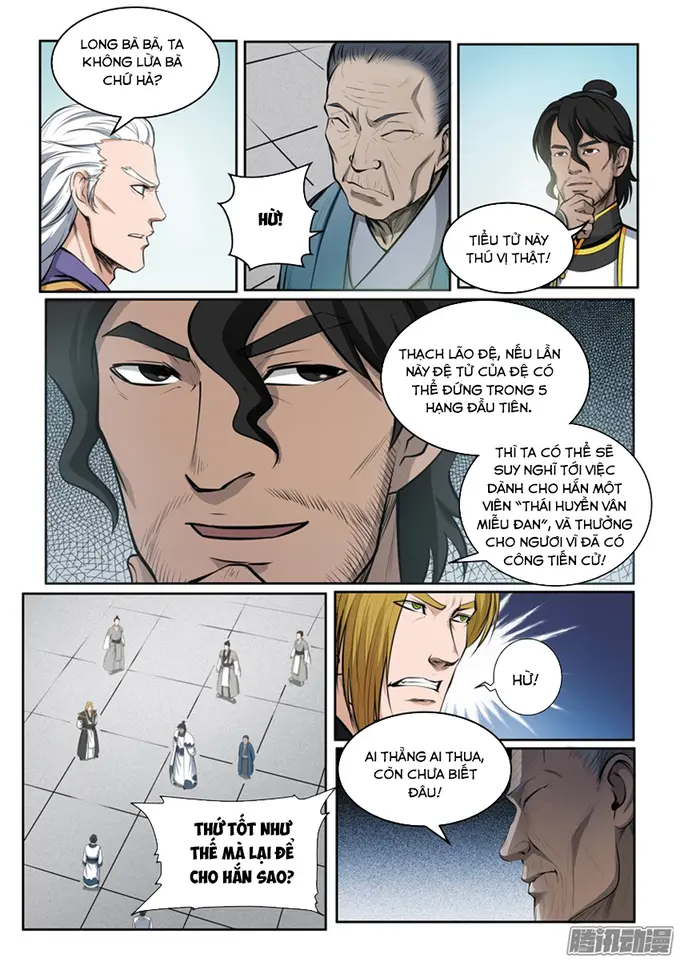 LONG BÀ BÀ, TA
KHÔNG LỪA BÀ
CHỨ HẢ?
HỪ!
TIỂU TỬ NÀY
THÚ VỊ THẬT!
THẠCH LÃO ĐỆ, NẾU LẦN
NÀY ĐỆ TỬ CỦA ĐỆ CÓ
THỂ ĐỨNG TRONG 5
HẠNG ĐẦU TIÊN.
THÌ TA CÓ THỂ SẼ
SUY NGHĨ TỚI VIỆC
DÀNH CHO HẮN MỘT
VIÊN "THÁI HUYỀN VÂN
MIỂU ĐAN", VÀ THƯỞNG
CHO NGƯƠI VÌ ĐÃ CÓ
CÔNG TIẾN CỬ!
HỪ!
AI THẮNG AI THUA,
CÒN CHƯA BIẾT
ĐÂU!
THỨ TỐT NHƯ
THẾ MÀ LẠI ĐỂ
CHO HẮN SAO?
腾讯动漫